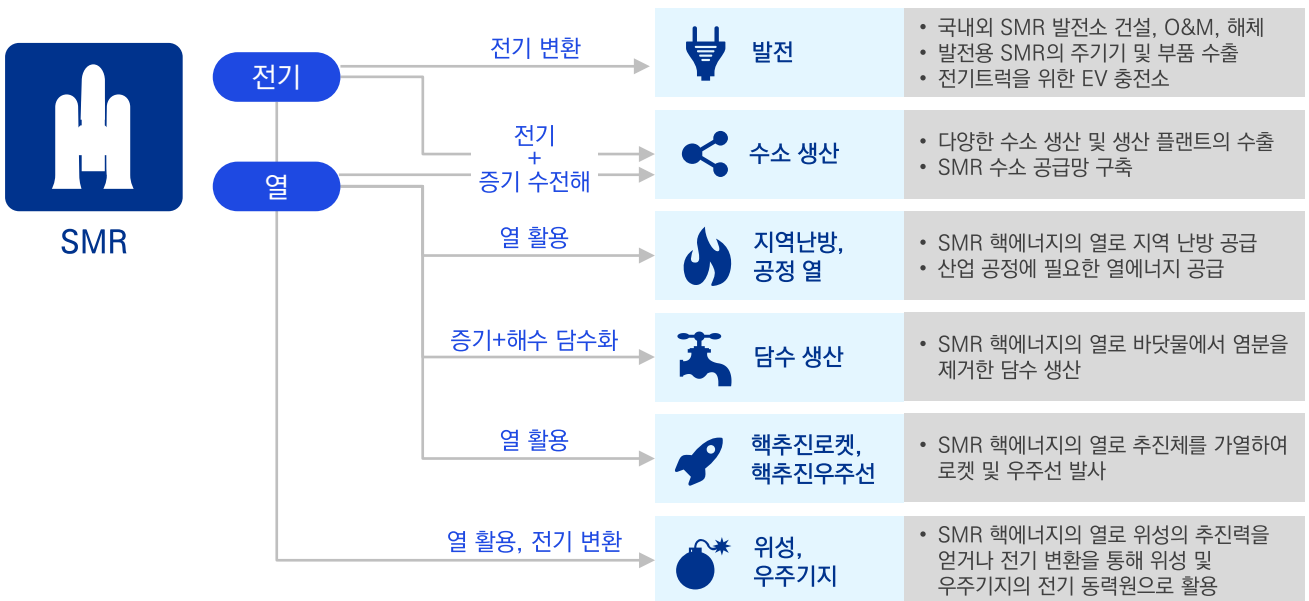 SMR
전기
열
전기 변환
발전
• 국내외 SMR 발전소 건설, O&M, 해체
• 발전용 SMR의 주기기 및 부품 수출
• 전기트럭을 위한 EV 충전소
전기
+
증기 수전해
수소 생산
• 다양한 수소 생산 및 생산 플랜트의 수출
• SMR 수소 공급망 구축
열 활용
지역난방,
공정 열
• SMR 핵에너지의 열로 지역 난방 공급
• 산업 공정에 필요한 열에너지 공급
증기+해수 담수화
담수 생산
• SMR 핵에너지의 열로 바닷물에서 염분을
제거한 담수 생산
열 활용
핵추진로켓,
핵추진우주선
• SMR 핵에너지의 열로 추진체를 가열하여
로켓 및 우주선 발사
열 활용, 전기 변환
위성,
우주기지
• SMR 핵에너지의 열로 위성의 추진력을
얻거나 전기 변환을 통해 위성 및
우주기지의 전기 동력원으로 활용